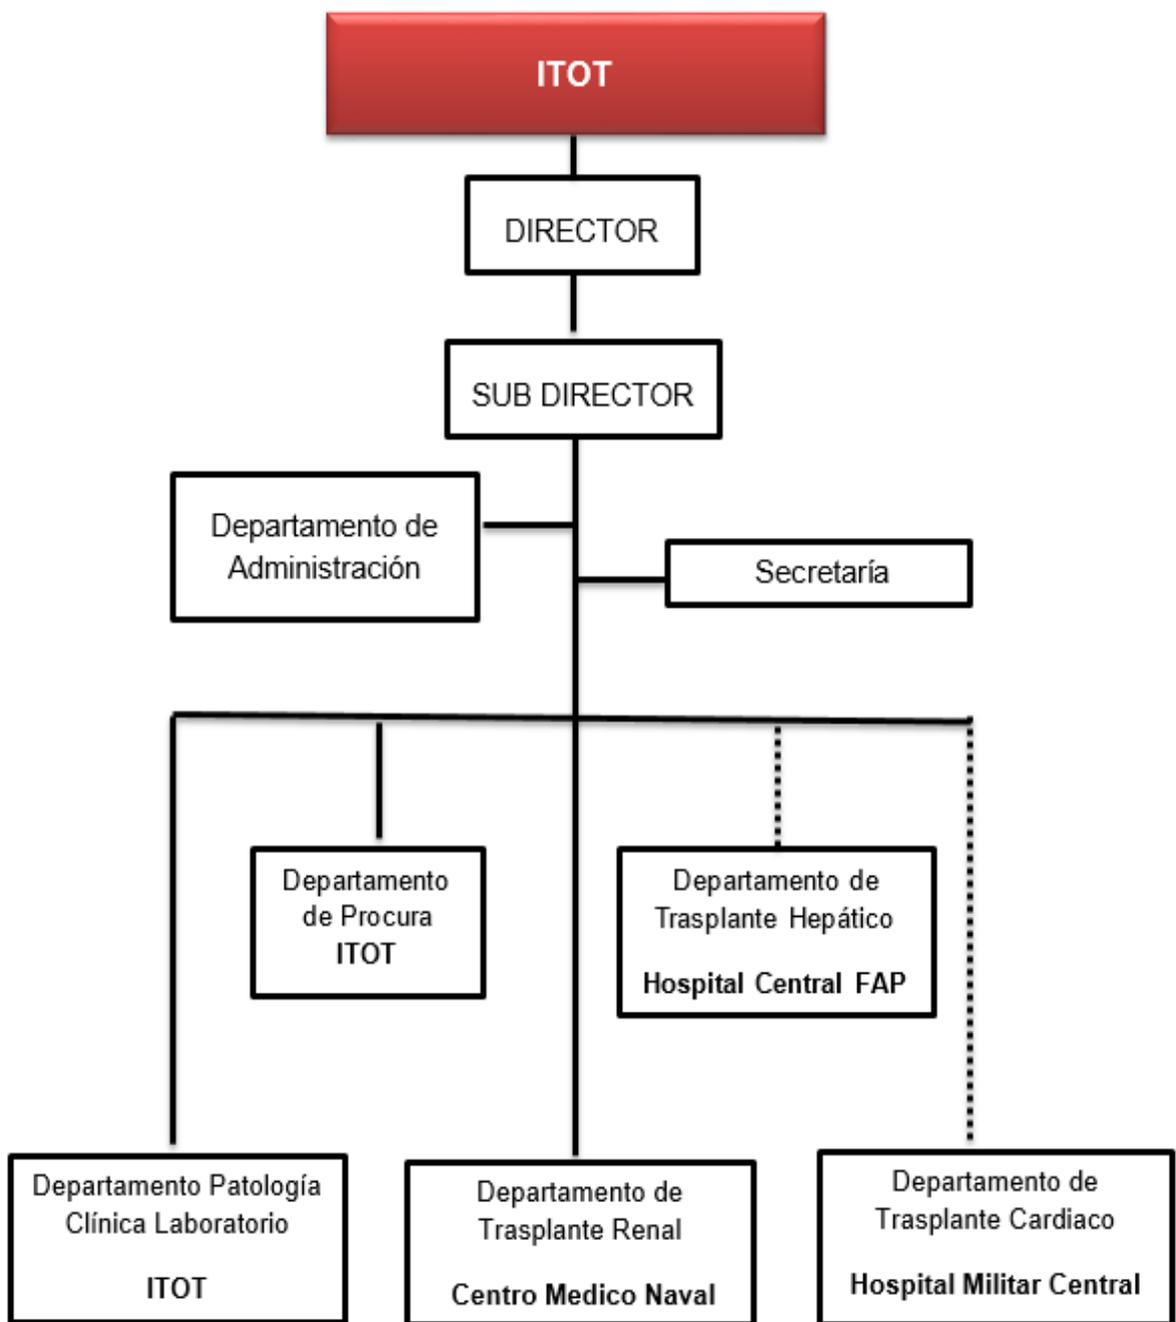 ITOT
DIRECTOR
SUB DIRECTOR
Departamento de
Administración
Secretaría
Departamento
de Procura
ITOT
Departamento de
Trasplante Hepático
Hospital Central FAP
Departamento Patología
Clínica Laboratorio
ITOT
Departamento de
Trasplante Renal
Centro Medico Naval
Departamento de
Trasplante Cardiaco
Hospital Militar Central